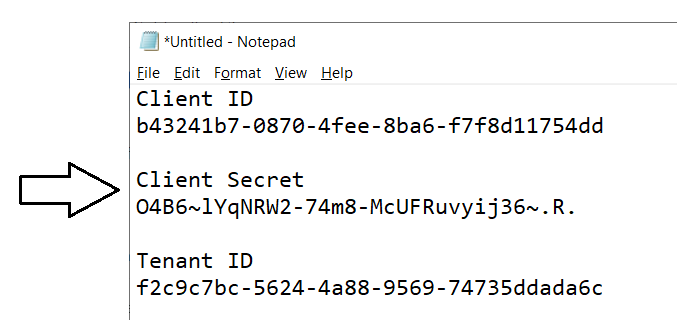 *Untitled - Notepad
File Edit Format View Help
Client ID
b43241b7-0870-4fee-8ba6-f7f8d11754dd
Client Secret
O4B6~lYqNRW2-74m8-McUFRuvyij36~.R.
Tenant ID
f2c9c7bc-5624-4a88-9569-74735ddada6c